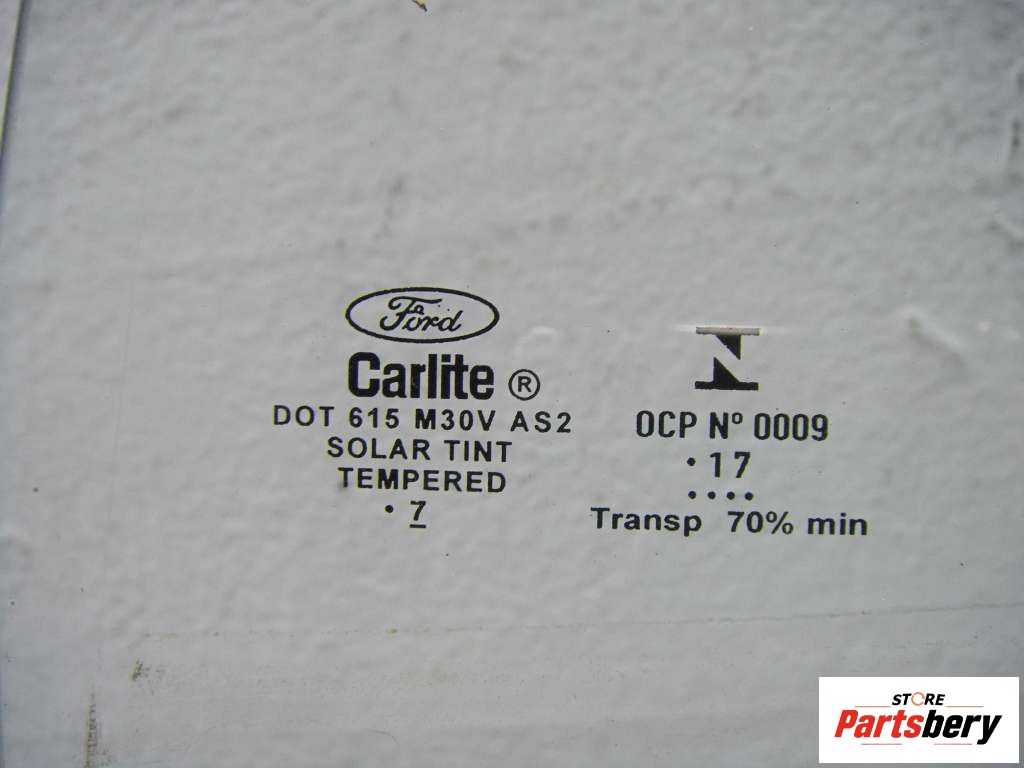 Ford
Carlite ®
DOT 615 M30V AS2
SOLAR TINT
TEMPERED
· 7
OCP Nº 0009
·17
....
Transp 70% min
STORE
Partsbery